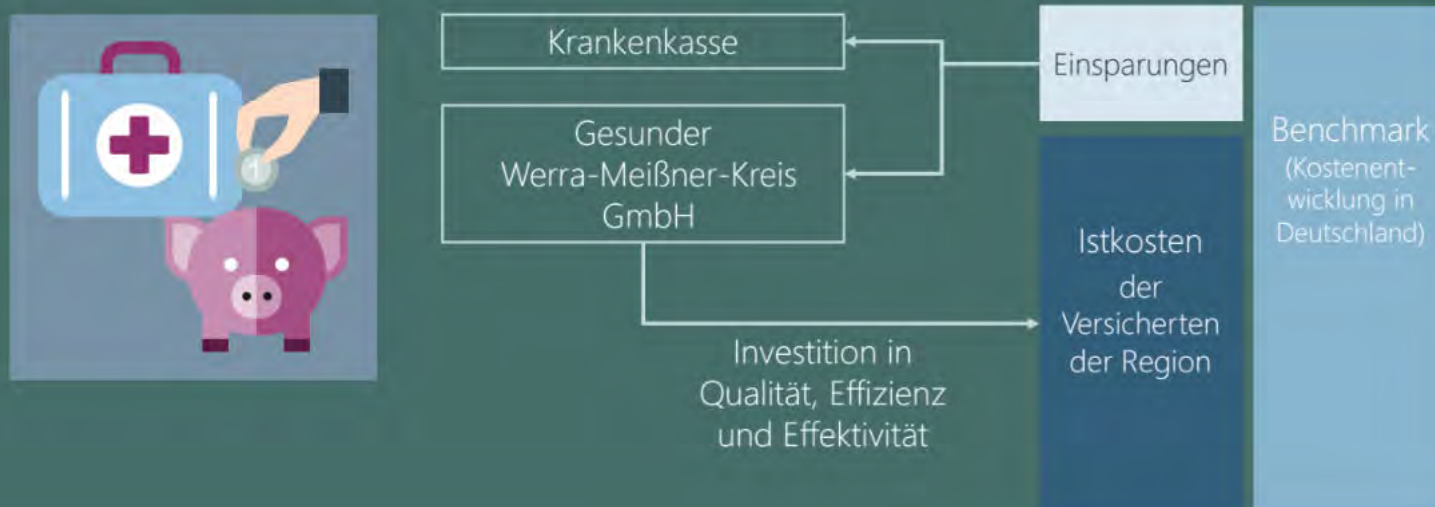 Krankenkasse
Gesunder
Werra-Meißner-Kreis
GmbH
Investition in
Qualität, Effizienz
und Effektivität
Einsparungen
Istkosten
der
Versicherten
der Region
Benchmark
(Kostenent-
wicklung in
Deutschland)
1